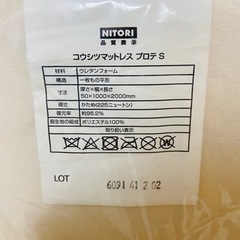 NITORI
品質表示
コウシツマットレス プロテ S
材料 ウレタンフォーム
構造 一枚もの平形
寸法 厚さ×幅×長さ
50×1000×2000mm
硬さ かため(225ニュートン)
復元率 約95.2%
側生地の組成 ポリエステル100%
取り扱い表示
LOT 6091 41 2 02